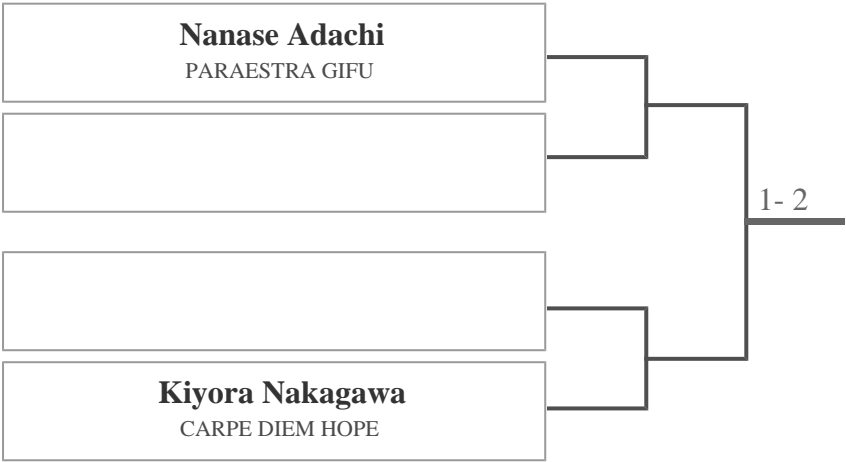 Nanase Adachi
PARAESTRA GIFU
1- 2
Kiyora Nakagawa
CARPE DIEM HOPE